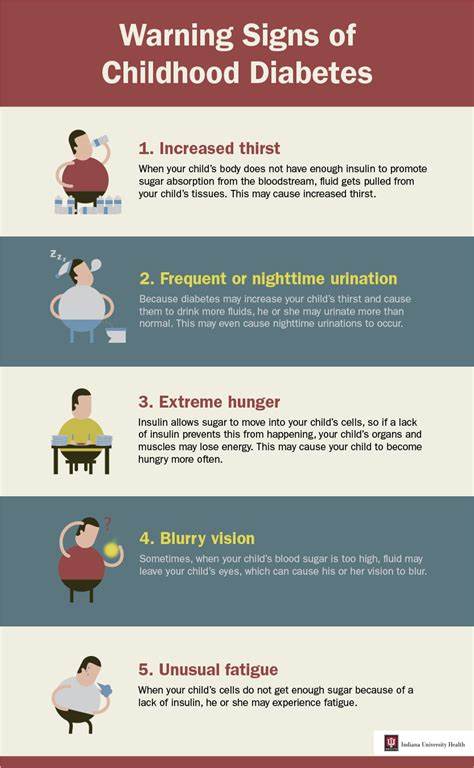 Warning Signs of
Childhood Diabetes
1. Increased thirst
When your child's body does not have enough insulin to promote
sugar absorption from the bloodstream, fluid gets pulled from
your child's tissues. This may cause increased thirst.
zzz
2. Frequent or nighttime urination
Because diabetes may increase your child's thirst and cause
them to drink more fluids, he or she may urinate more than
normal. This may even cause nighttime urinations to occur.
3. Extreme hunger
Insulin allows sugar to move into your child's cells, so if a lack
of insulin prevents this from happening, your child's organs and
muscles may lose energy. This may cause your child to become
hungry more often.
?
4. Blurry vision
Sometimes, when your child's blood sugar is too high, fluid may
leave your child's eyes, which can cause his or her vision to blur.
5. Unusual fatigue
When your child's cells do not get enough sugar because of a
lack of insulin, he or she may experience fatigue.
Indiana University Health